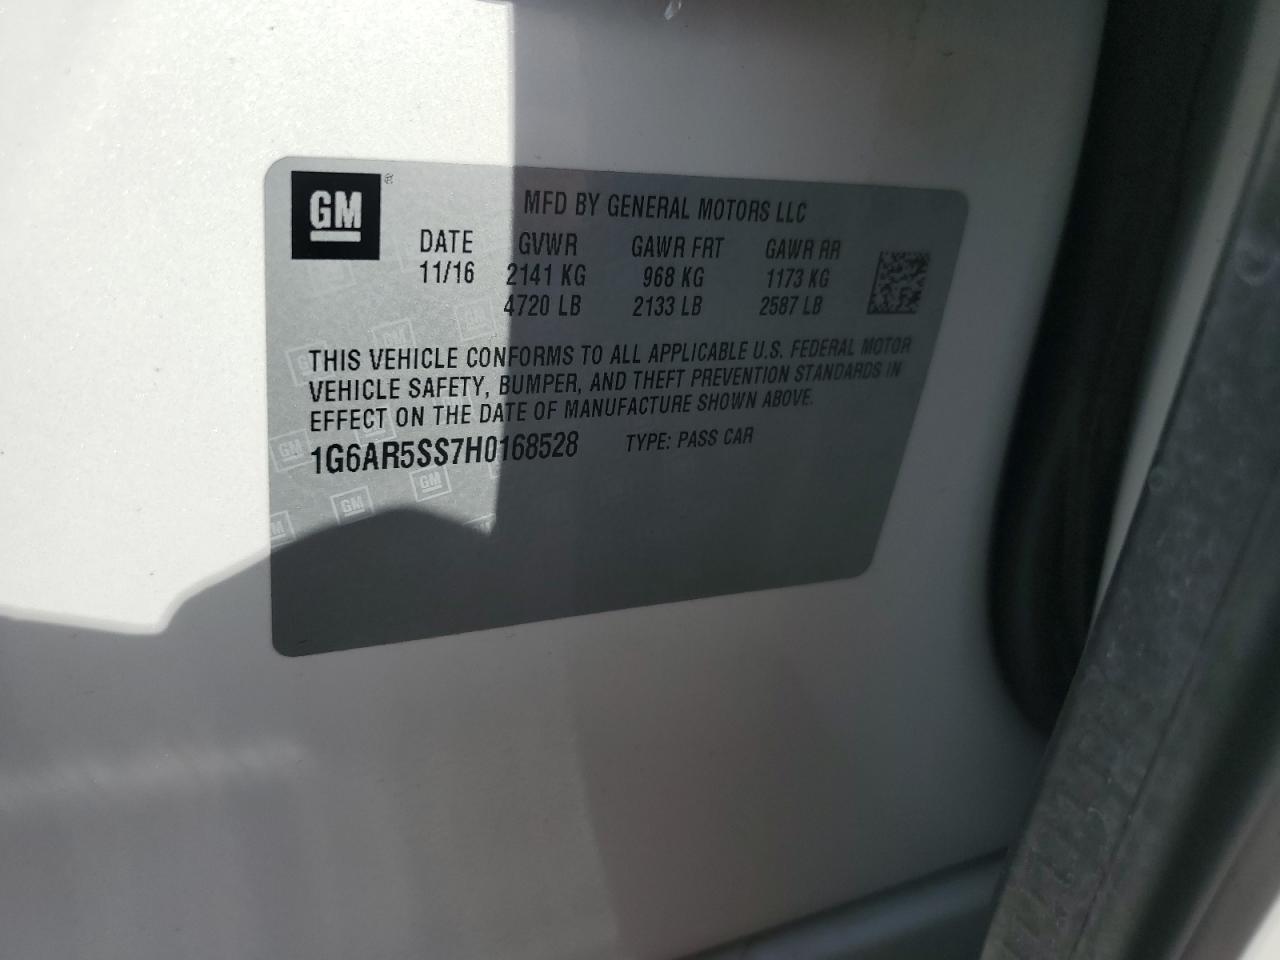 GM ®
MFD BY GENERAL MOTORS LLC
DATE GVWR GAWR FRT GAWR RR
11/16 2141 KG 968 KG 1173 KG
4720 LB 2133 LB 2587 LB
THIS VEHICLE CONFORMS TO ALL APPLICABLE U.S. FEDERAL MOTOR
VEHICLE SAFETY, BUMPER, AND THEFT PREVENTION STANDARDS IN
EFFECT ON THE DATE OF MANUFACTURE SHOWN ABOVE.
1G6AR5SS7H0168528 TYPE: PASS CAR